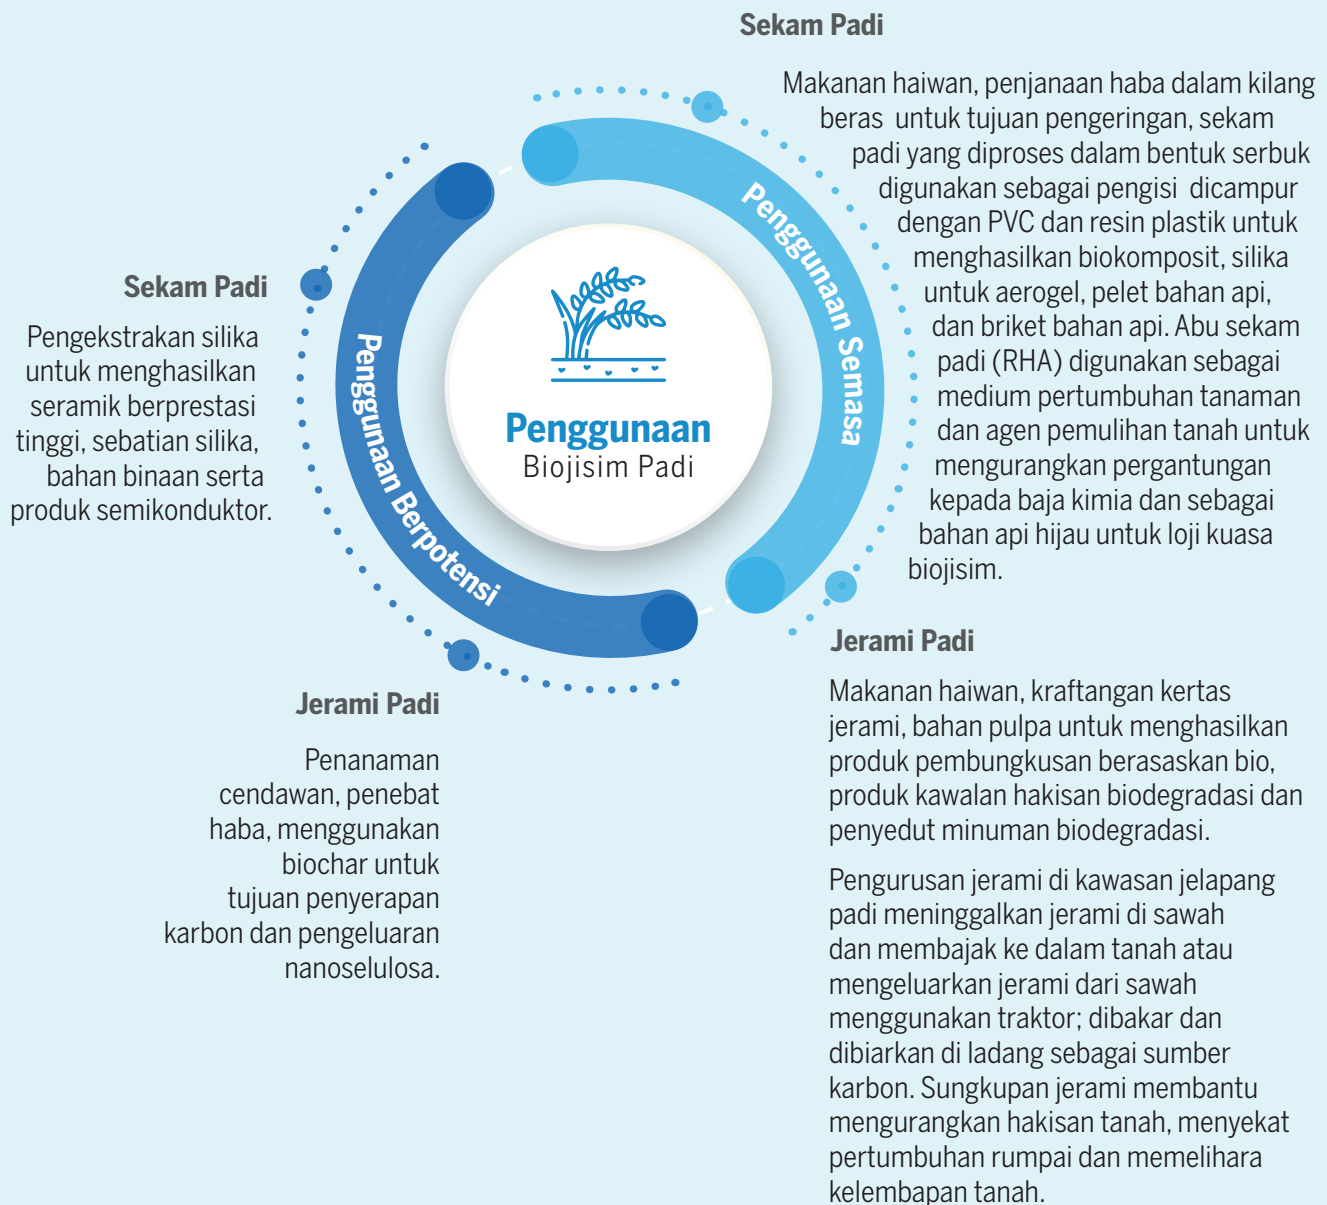 Sekam Padi
Makanan haiwan, penjanaan haba dalam kilang
beras untuk tujuan pengeringan, sekam
padi yang diproses dalam bentuk serbuk
digunakan sebagai pengisi dicampur
dengan PVC dan resin plastik untuk
menghasilkan biokomposit, silika
untuk aerogel, pelet bahan api,
dan briket bahan api. Abu sekam
padi (RHA) digunakan sebagai
medium pertumbuhan tanaman
dan agen pemulihan tanah untuk
mengurangkan pergantungan
kepada baja kimia dan sebagai
bahan api hijau untuk loji kuasa
biojisim.
Penggunaan Semasa
Jerami Padi
Makanan haiwan, kraftangan kertas
jerami, bahan pulpa untuk menghasilkan
produk pembungkusan berasaskan bio,
produk kawalan hakisan biodegradasi dan
penyedut minuman biodegradasi.
Pengurusan jerami di kawasan jelapang
padi meninggalkan jerami di sawah
dan membajak ke dalam tanah atau
mengeluarkan jerami dari sawah
menggunakan traktor; dibakar dan
dibiarkan di ladang sebagai sumber
karbon. Sungkupan jerami membantu
mengurangkan hakisan tanah, menyekat
pertumbuhan rumpai dan memelihara
kelembapan tanah.
Penggunaan
Biojisim Padi
Penggunaan Berpotensi
Sekam Padi
Pengekstrakan silika
untuk menghasilkan
seramik berprestasi
tinggi, sebatian silika,
bahan binaan serta
produk semikonduktor.
Jerami Padi
Penanaman
cendawan, penebat
haba, menggunakan
biochar untuk
tujuan penyerapan
karbon dan pengeluaran
nanoselulosa.